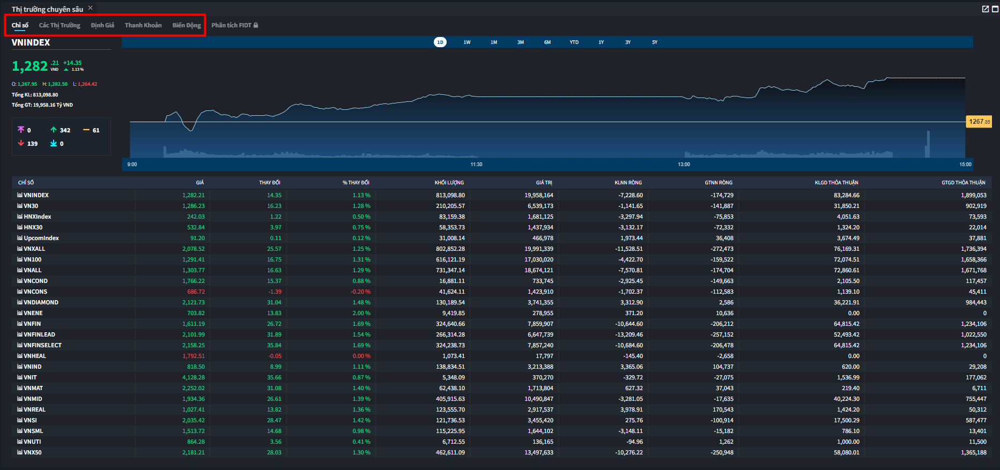 Thị trường chuyên sâu
Chỉ số Các Thị Trường Định Giá Thanh Khoản Biến Động Phân tích FIDT
VNINDEX
1D 1W 1M 3M 6M YTD 1Y 3Y 5Y
1,282 .21 VND +14.35 1.13 %
O: 1,267.95 H: 1,282.50 L: 1,264.42
Tổng KL: 813,098.80
Tổng GT: 19,958.16 Tỷ VND
0 342 61
139 0
1267.86
9:00 11:30 13:00 15:00
CHỈ SỐ GIÁ THAY ĐỔI % THAY ĐỔI KHỐI LƯỢNG GIÁ TRỊ KLNN RÒNG GTNN RÒNG KLGD THỎA THUẬN GTGD THỎA THUẬN
VNINDEX 1,282.21 14.35 1.13 % 813,098.80 19,958,164 -7,228.60 -174,729 83,284.66 1,899,053
VN30 1,286.23 16.23 1.28 % 210,205.57 6,539,173 -1,141.65 -141,887 31,850.21 902,919
HNXIndex 242.03 1.22 0.50 % 83,159.38 1,681,125 -3,297.94 -75,853 4,051.63 73,593
HNX30 532.84 3.97 0.75 % 58,353.73 1,437,934 -3,132.17 -72,332 1,324.20 22,014
UpcomIndex 91.20 0.11 0.12 % 31,008.14 466,978 1,973.44 36,408 3,674.49 37,881
VNXALL 2,078.52 25.57 1.25 % 802,852.28 19,991,339 -11,528.51 -272,473 76,169.31 1,736,394
VN100 1,291.41 16.75 1.31 % 616,121.19 17,030,020 -4,422.70 -159,522 72,074.51 1,658,366
VNALL 1,303.77 16.63 1.29 % 731,347.14 18,674,121 -7,570.81 -174,704 72,860.61 1,671,768
VNCOND 1,766.22 15.37 0.88 % 16,881.11 733,745 -2,925.45 -149,663 2,105.50 117,457
VNCONS 686.72 -1.39 -0.20 % 41,624.11 1,423,910 -1,702.37 -112,583 1,139.10 45,411
VNDIAMOND 2,121.73 31.04 1.48 % 130,189.54 3,741,355 3,312.90 2,586 36,221.91 984,443
VNENE 703.82 13.83 2.00 % 9,419.85 278,955 371.20 10,636 0.00 0
VNFIN 1,611.19 26.72 1.69 % 324,640.66 7,859,907 -10,644.60 -206,212 64,815.42 1,234,106
VNFINLEAD 2,101.99 31.89 1.54 % 266,314.28 6,647,739 -13,209.46 -257,152 52,493.42 1,022,550
VNFINSELECT 2,158.25 35.84 1.69 % 324,238.73 7,857,240 -10,684.60 -206,478 64,815.42 1,234,106
VNHEAL 1,792.51 -0.05 0.00 % 1,073.41 17,797 -145.40 -2,658 0.00 0
VNIND 818.50 8.99 1.11 % 138,834.51 3,213,388 3,365.06 104,737 620.00 29,208
VNIT 4,128.28 35.66 0.87 % 5,348.09 370,270 -329.72 -27,075 1,536.99 177,062
VNMAT 2,252.02 31.08 1.40 % 62,438.10 1,713,804 627.32 37,043 219.40 6,711
VNMID 1,934.36 26.61 1.39 % 405,915.63 10,490,847 -3,281.05 -17,635 40,224.30 755,447
VNREAL 1,027.41 13.82 1.36 % 123,555.70 2,917,537 3,978.91 170,543 1,424.20 50,312
VNSI 2,035.42 28.47 1.42 % 121,736.53 3,455,420 275.76 -100,914 17,500.29 587,477
VNSML 1,513.72 14.68 0.98 % 115,225.95 1,644,102 -3,148.11 -15,182 786.10 13,401
VNUTI 864.28 3.56 0.41 % 6,712.55 136,165 -94.96 1,262 1,000.00 11,500
VNX50 2,181.21 28.03 1.30 % 462,611.09 13,497,633 -10,276.22 -250,948 58,080.01 1,365,188